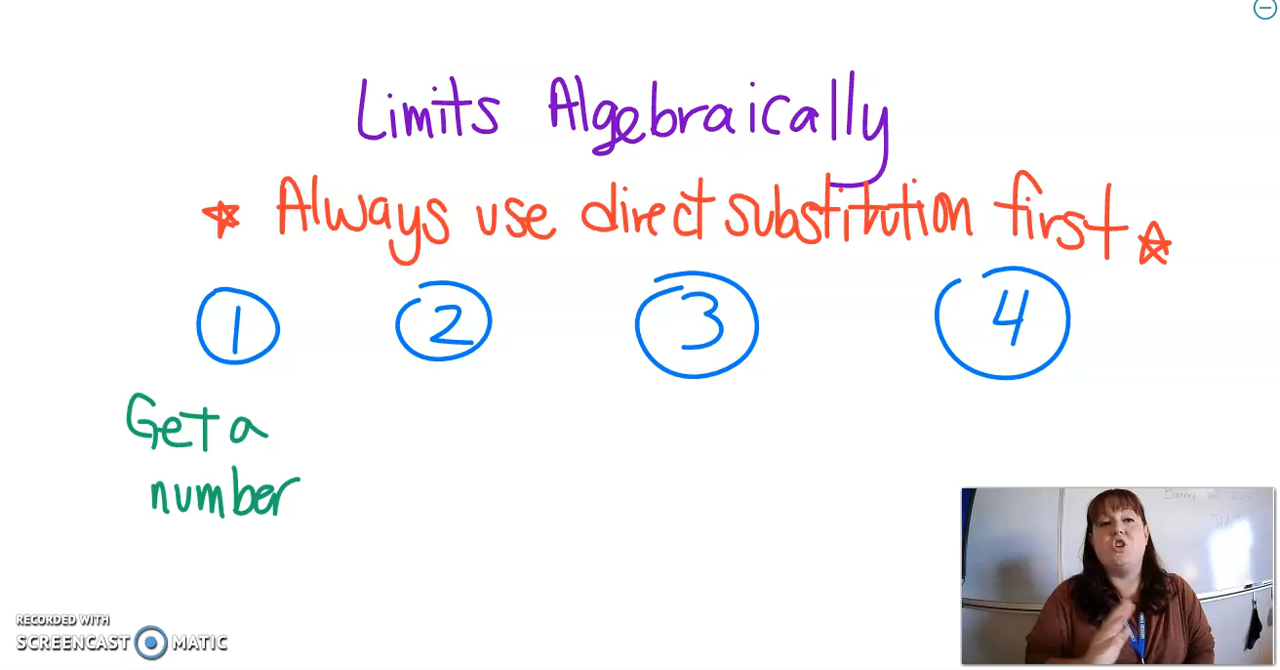 Limits Algebraically
☆ Always use direct substitution first ☆
1 2 3 4
Get a
number
RECORDED WITH
SCREENCAST MATIC